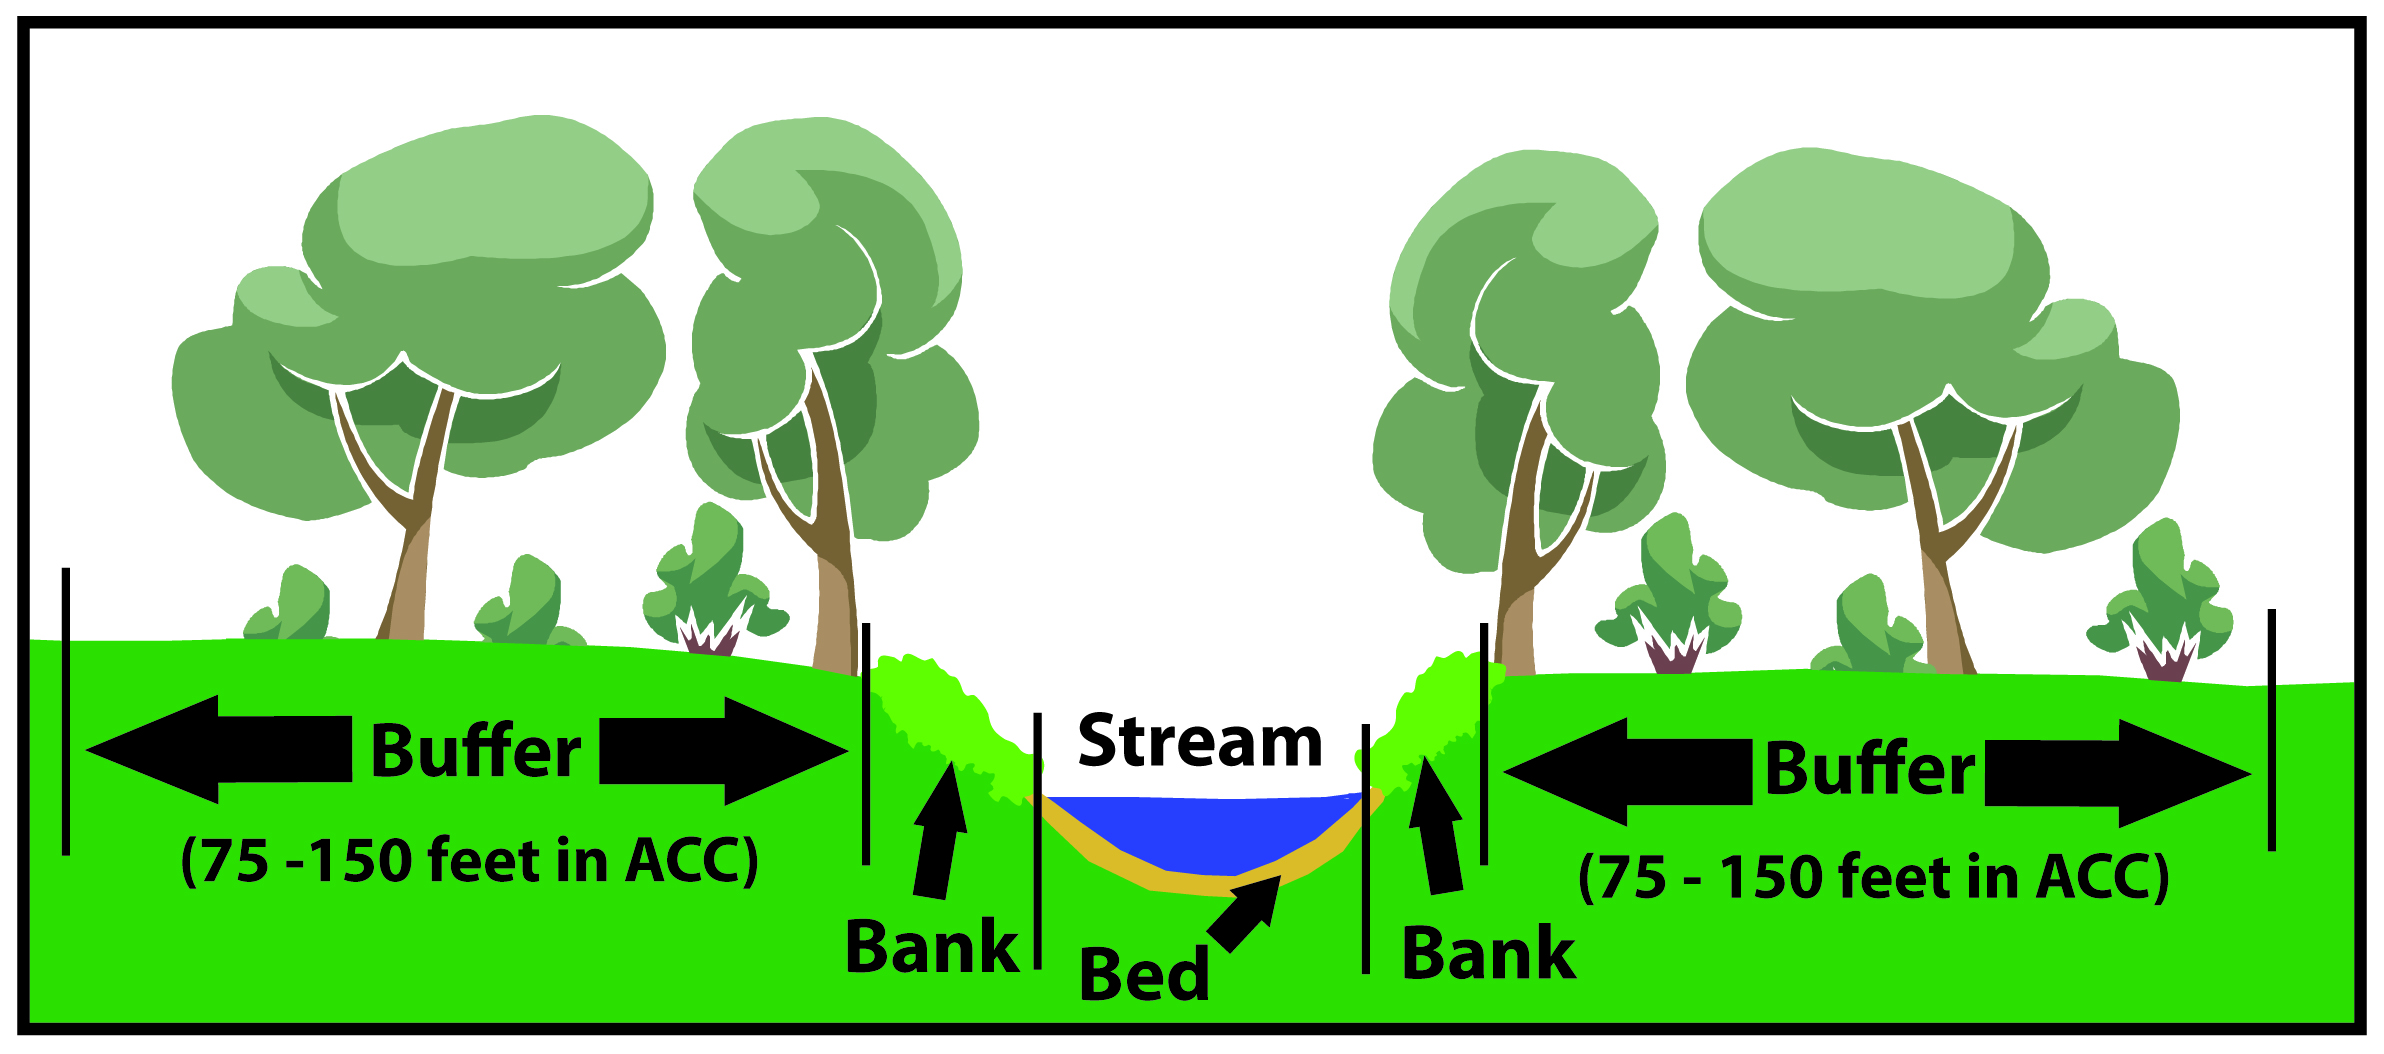 Stream
Buffer
Buffer
(75 -150 feet in ACC)
(75 - 150 feet in ACC)
Bank
Bed
Bank